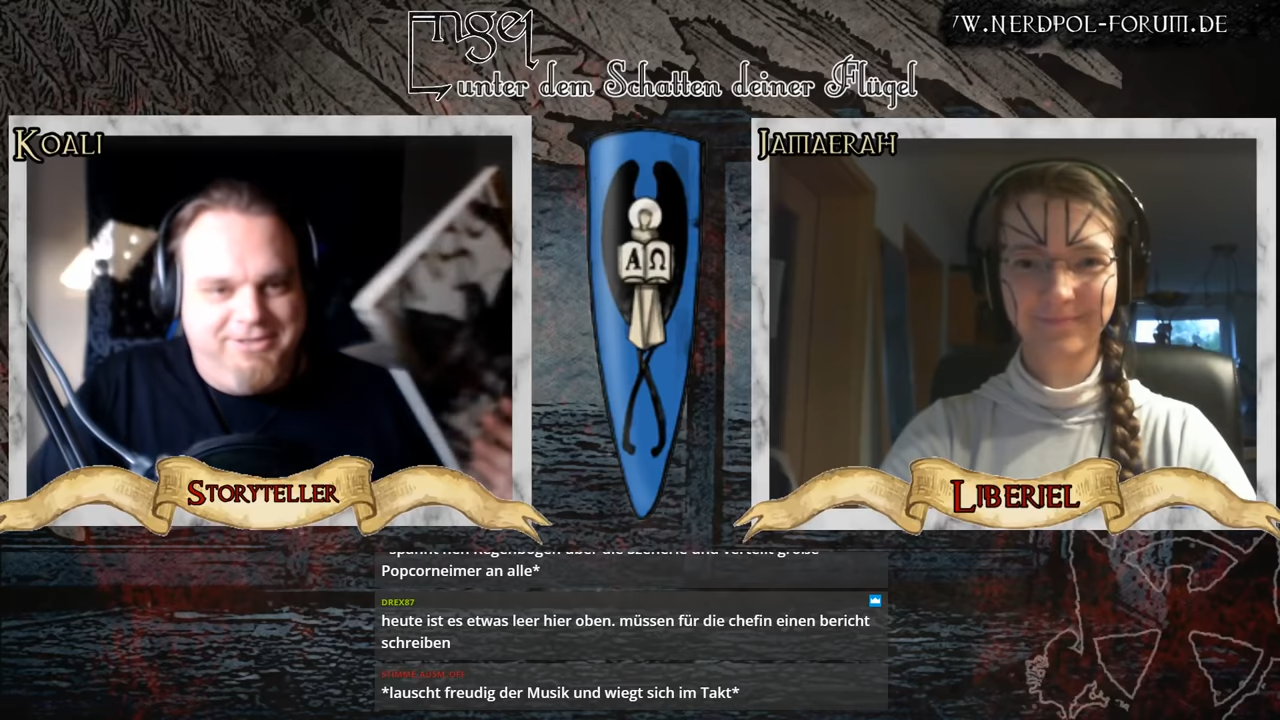 Engel
unter dem Schatten deiner Flügel
W.NERDPOL-FORUM.DE
KOALI
JAMAERAH
Α Ω
STORYTELLER
LIBERIEL
Popcorneimer an alle*
DREX87
heute ist es etwas leer hier oben. müssen für die chefin einen bericht
schreiben
*lauscht freudig der Musik und wiegt sich im Takt*